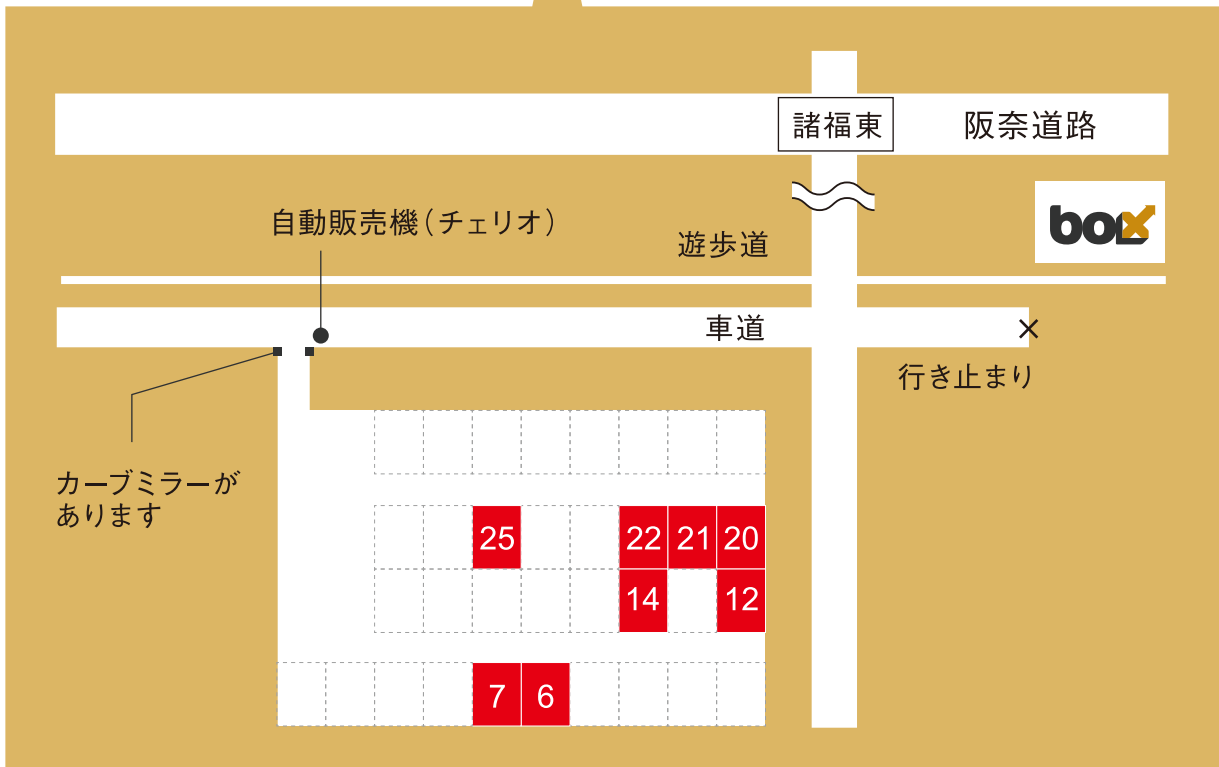 諸福東
阪奈道路
自動販売機(チェリオ)
遊歩道
box
車道
行き止まり
カーブミラーが
あります
25
22
21
20
14
12
7
6